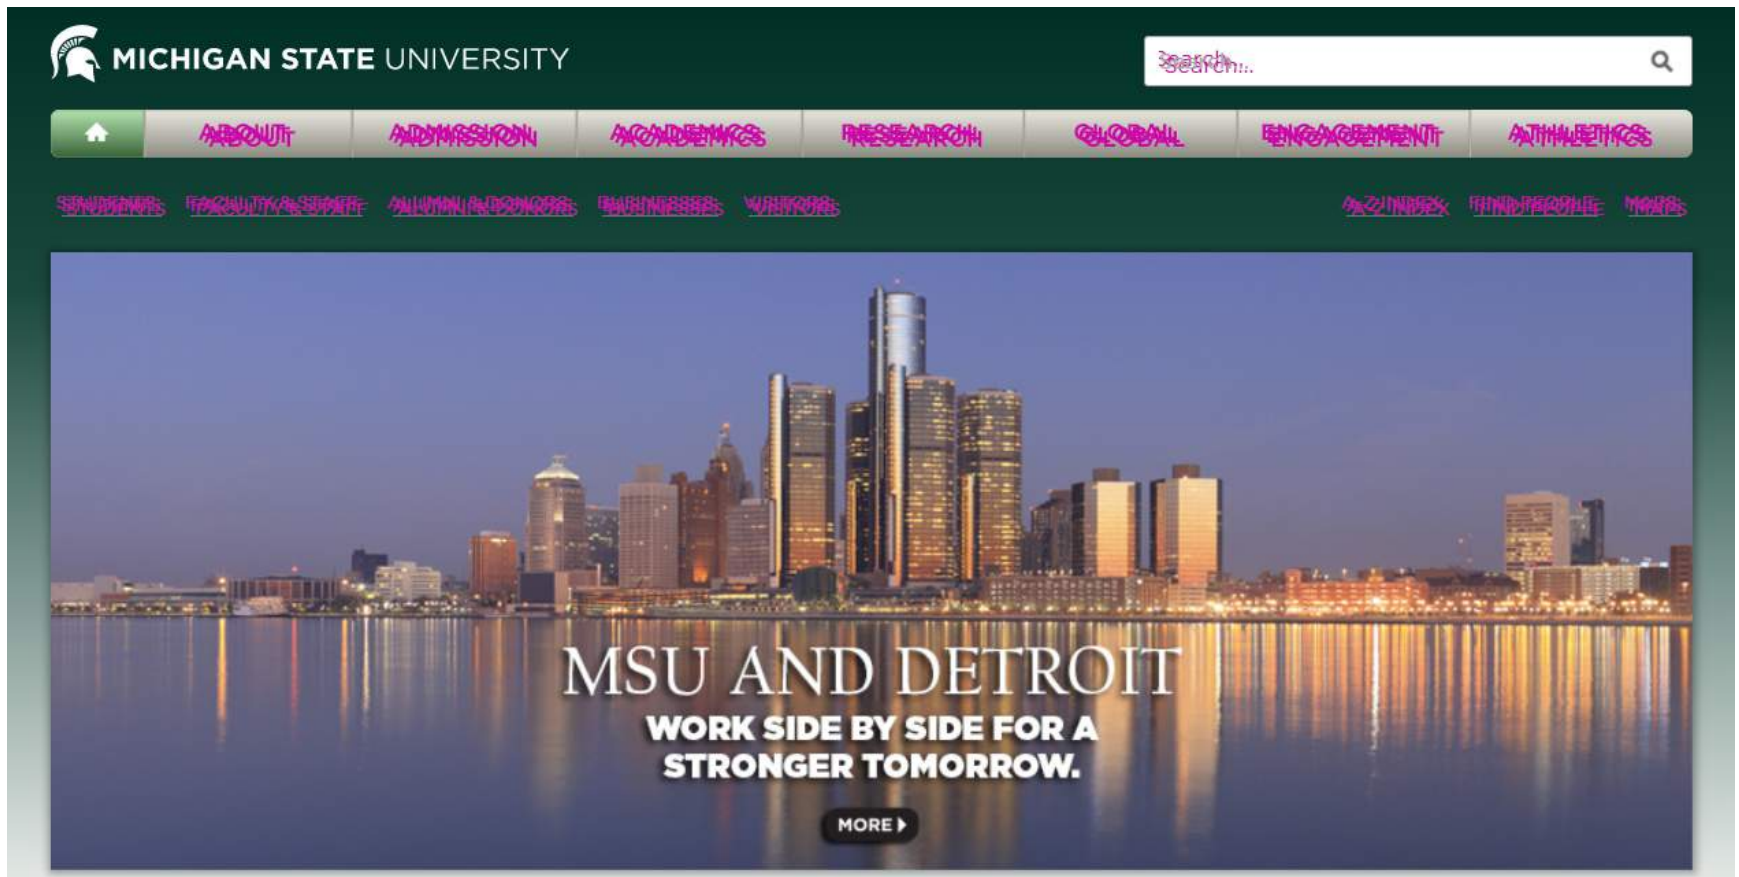 MICHIGAN STATE UNIVERSITY
Search...
ABOUT ADMISSION ACADEMICS RESEARCH GLOBAL ENGAGEMENT ATHLETICS
STUDENTS FACULTY & STAFF ALUMNI & DONORS BUSINESSES VISITORS A-Z INDEX FIND PEOPLE MAPS
MSU AND DETROIT
WORK SIDE BY SIDE FOR A
STRONGER TOMORROW.
MORE